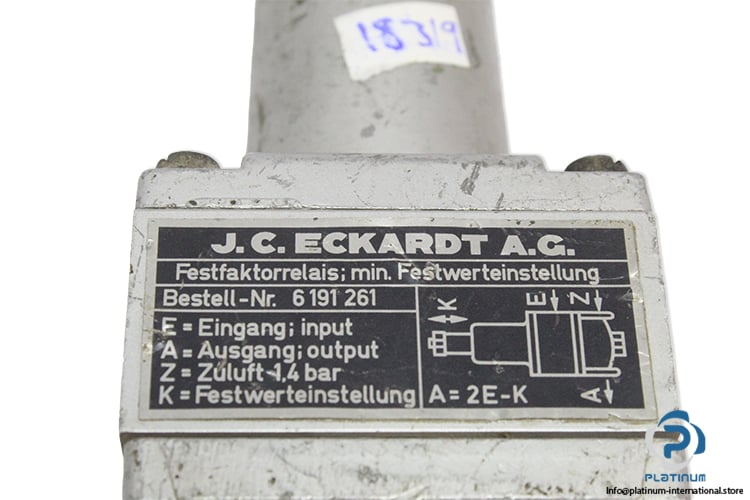 18319
J. C. ECKARDT A.G.
Festfaktorrelais; min. Festwerteinstellung
Bestell-Nr. 6 191 261
E = Eingang; input
A = Ausgang; output
Z = Zuluft 1,4 bar
K = Festwerteinstellung
K
E
Z
A
A = 2E-K
PLATINUM
Info@platinum-international.store